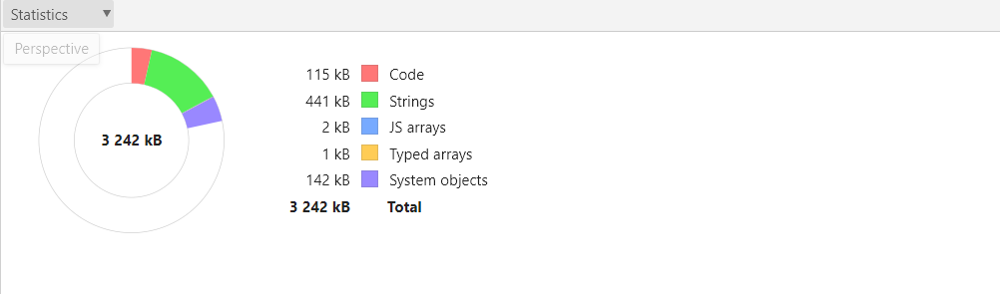 Statistics
Perspective
3 242 kB
115 kB Code
441 kB Strings
2 kB JS arrays
1 kB Typed arrays
142 kB System objects
3 242 kB Total